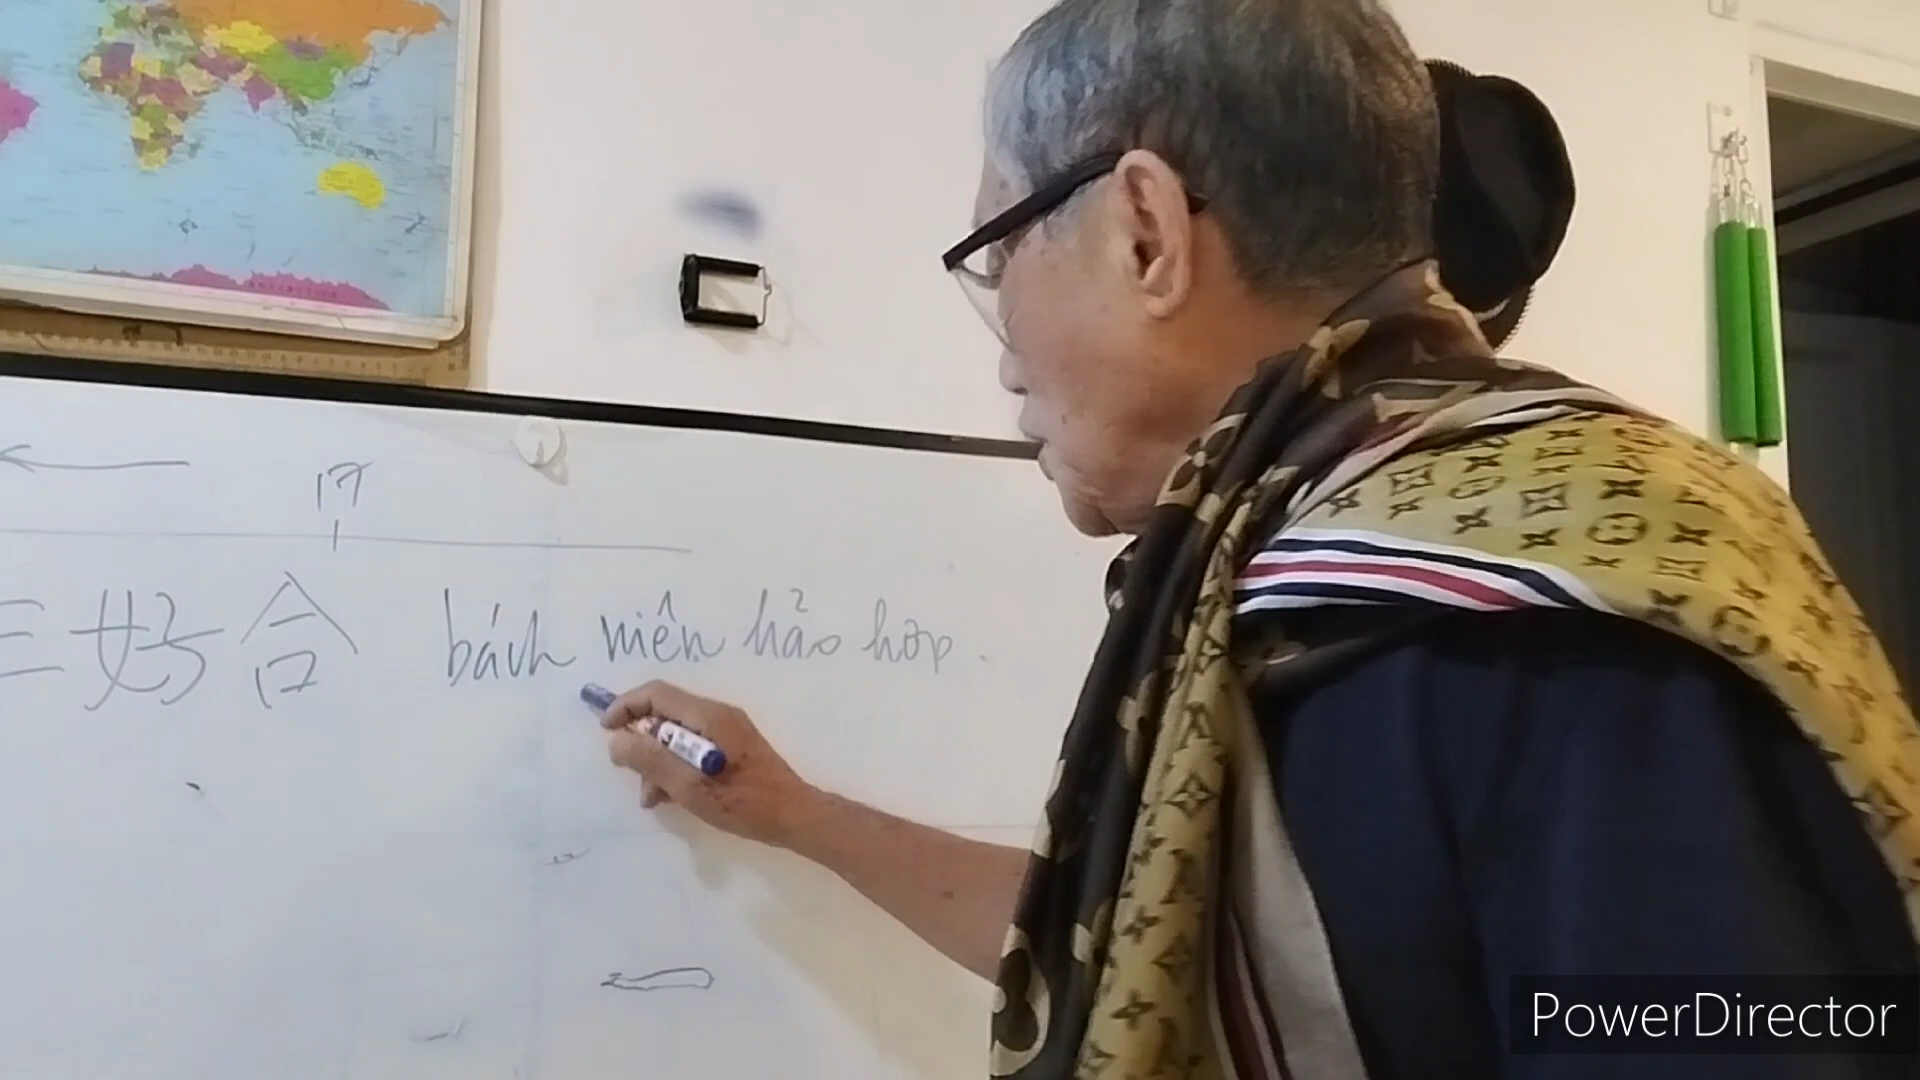 17
好合 bách niên hảo hợp.
PowerDirector